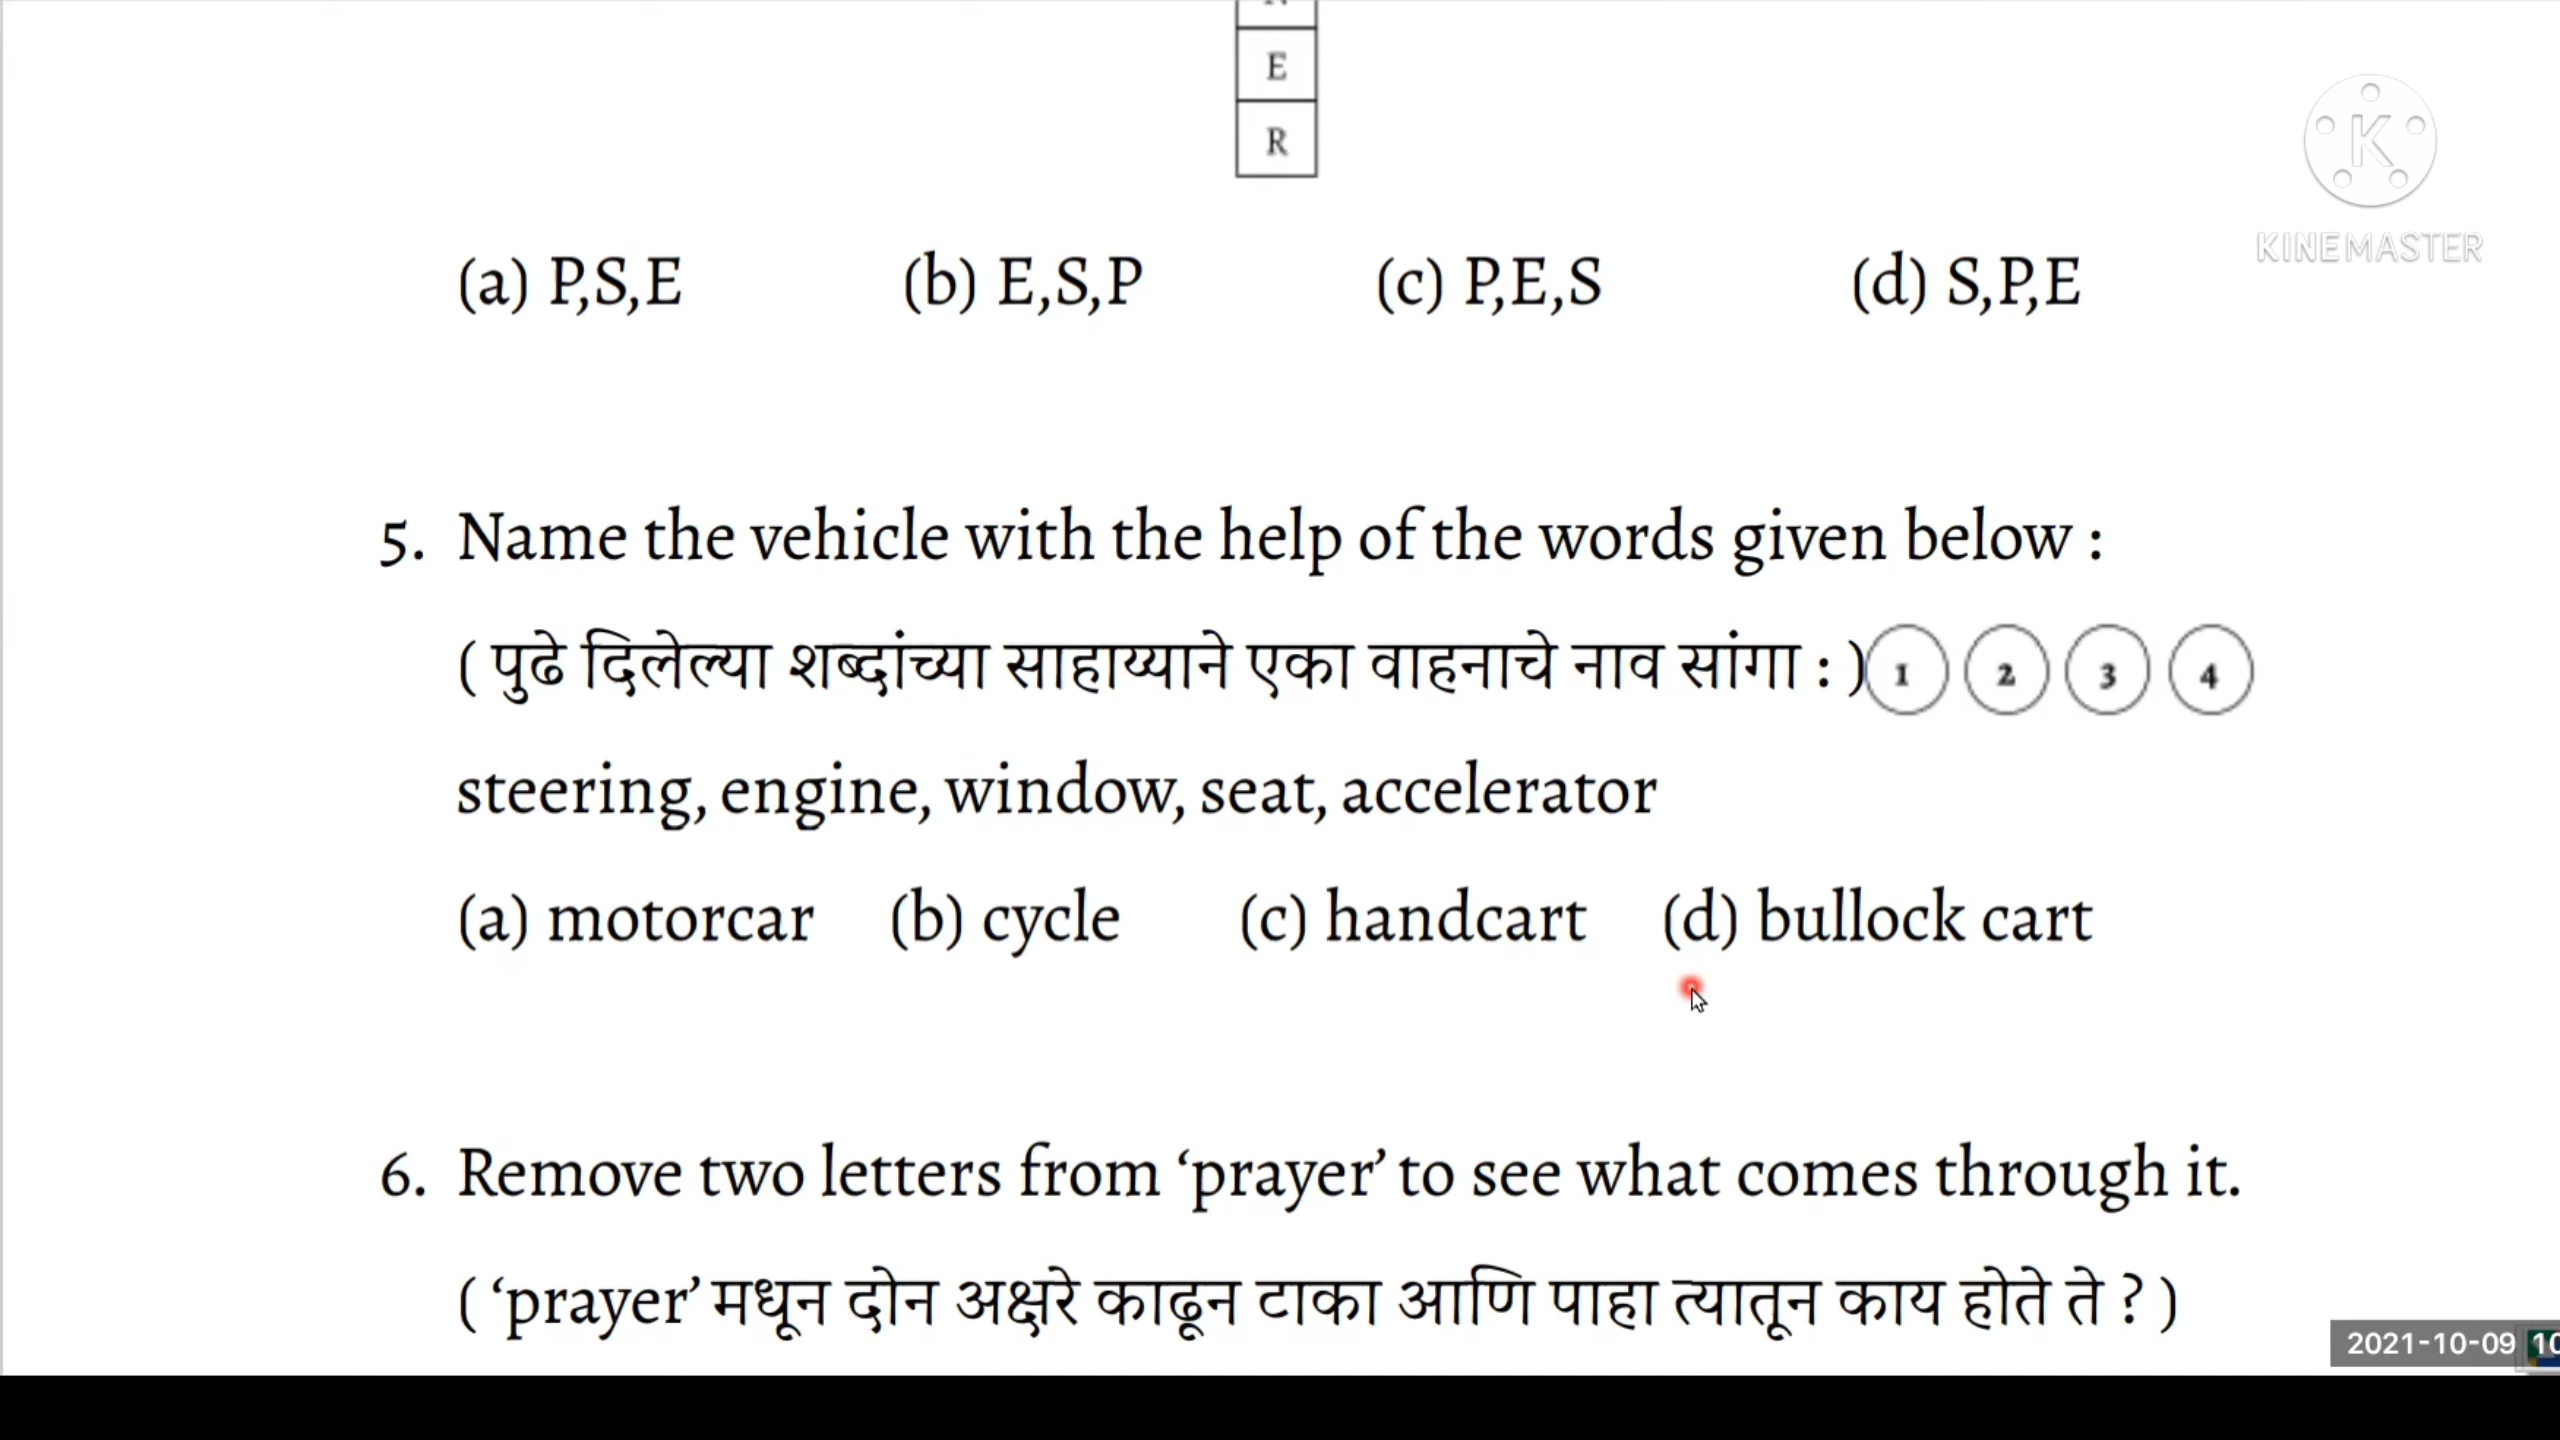 E
R
KINEMASTER
(a) P,S,E (b) E,S,P (c) P,E,S (d) S,P,E
5. Name the vehicle with the help of the words given below :
( पुढे दिलेल्या शब्दांच्या साहाय्याने एका वाहनाचे नाव सांगा : ) 1 2 3 4
steering, engine, window, seat, accelerator
(a) motorcar (b) cycle (c) handcart (d) bullock cart
6. Remove two letters from ‘prayer’ to see what comes through it.
( ‘prayer’ मधून दोन अक्षरे काढून टाका आणि पाहा त्यातून काय होते ते ? )
2021-10-09 10